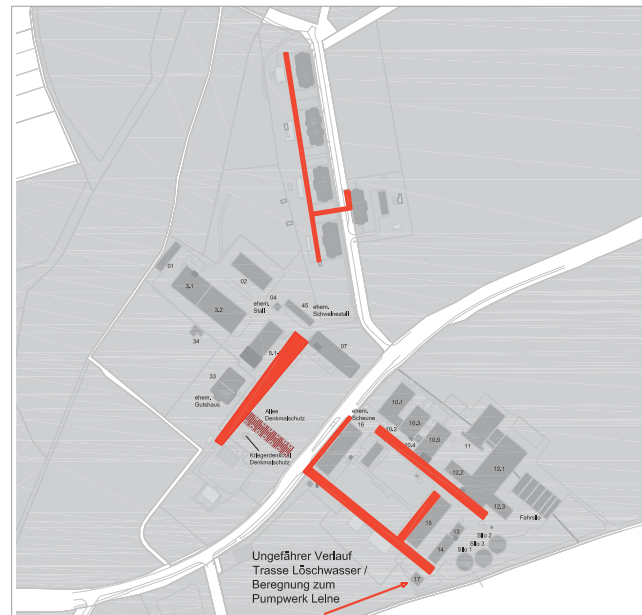 01
02
3.1
3.2
04
ehem.
Stall
45
ehem.
Schweinestall
34
5.1
07
33
ehem.
Gutshaus
Allee
Denkmalschutz
Kriegerdenkmal
Denkmalschutz
ehem.
Scheune
16
10.1
10.2
10.3
10.4
10.5
11
12.1
12.2
12.3
Fahrsilo
6
15
13
14
Silo 2
Silo 3
Silo 1
17
Ungefährer Verlauf
Trasse Löschwasser /
Beregnung zum
Pumpwerk Leine